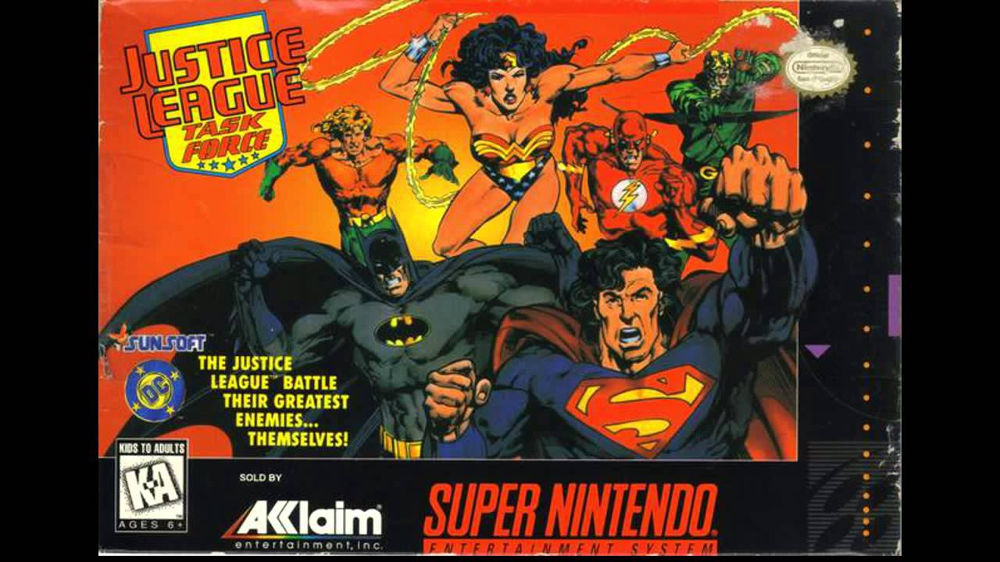 JUSTICE
LEAGUE
TASK
FORCE
Official
Nintendo
Seal of Quality
G
SUNSOFT
DC
THE JUSTICE
LEAGUE™ BATTLE
THEIR GREATEST
ENEMIES...
THEMSELVES!
KIDS TO ADULTS
K-A
AGES 6+
SOLD BY
AKKlaim®
entertainment, inc.
SUPER NINTENDO®
ENTERTAINMENT SYSTEM